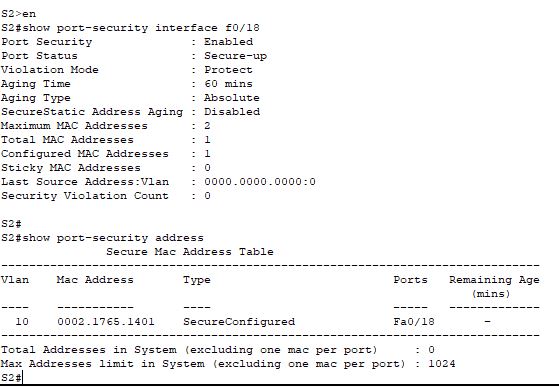 S2>en
S2#show port-security interface f0/18
Port Security : Enabled
Port Status : Secure-up
Violation Mode : Protect
Aging Time : 60 mins
Aging Type : Absolute
SecureStatic Address Aging : Disabled
Maximum MAC Addresses : 2
Total MAC Addresses : 1
Configured MAC Addresses : 1
Sticky MAC Addresses : 0
Last Source Address:Vlan : 0000.0000.0000:0
Security Violation Count : 0
S2#
S2#show port-security address
Secure Mac Address Table
-----------------------------------------------------------------------------
Vlan Mac Address Type Ports Remaining Age
(mins)
---- ----------- ---- ----- -------------
10 0002.1765.1401 SecureConfigured Fa0/18 -
-----------------------------------------------------------------------------
Total Addresses in System (excluding one mac per port) : 0
Max Addresses limit in System (excluding one mac per port) : 1024
S2#